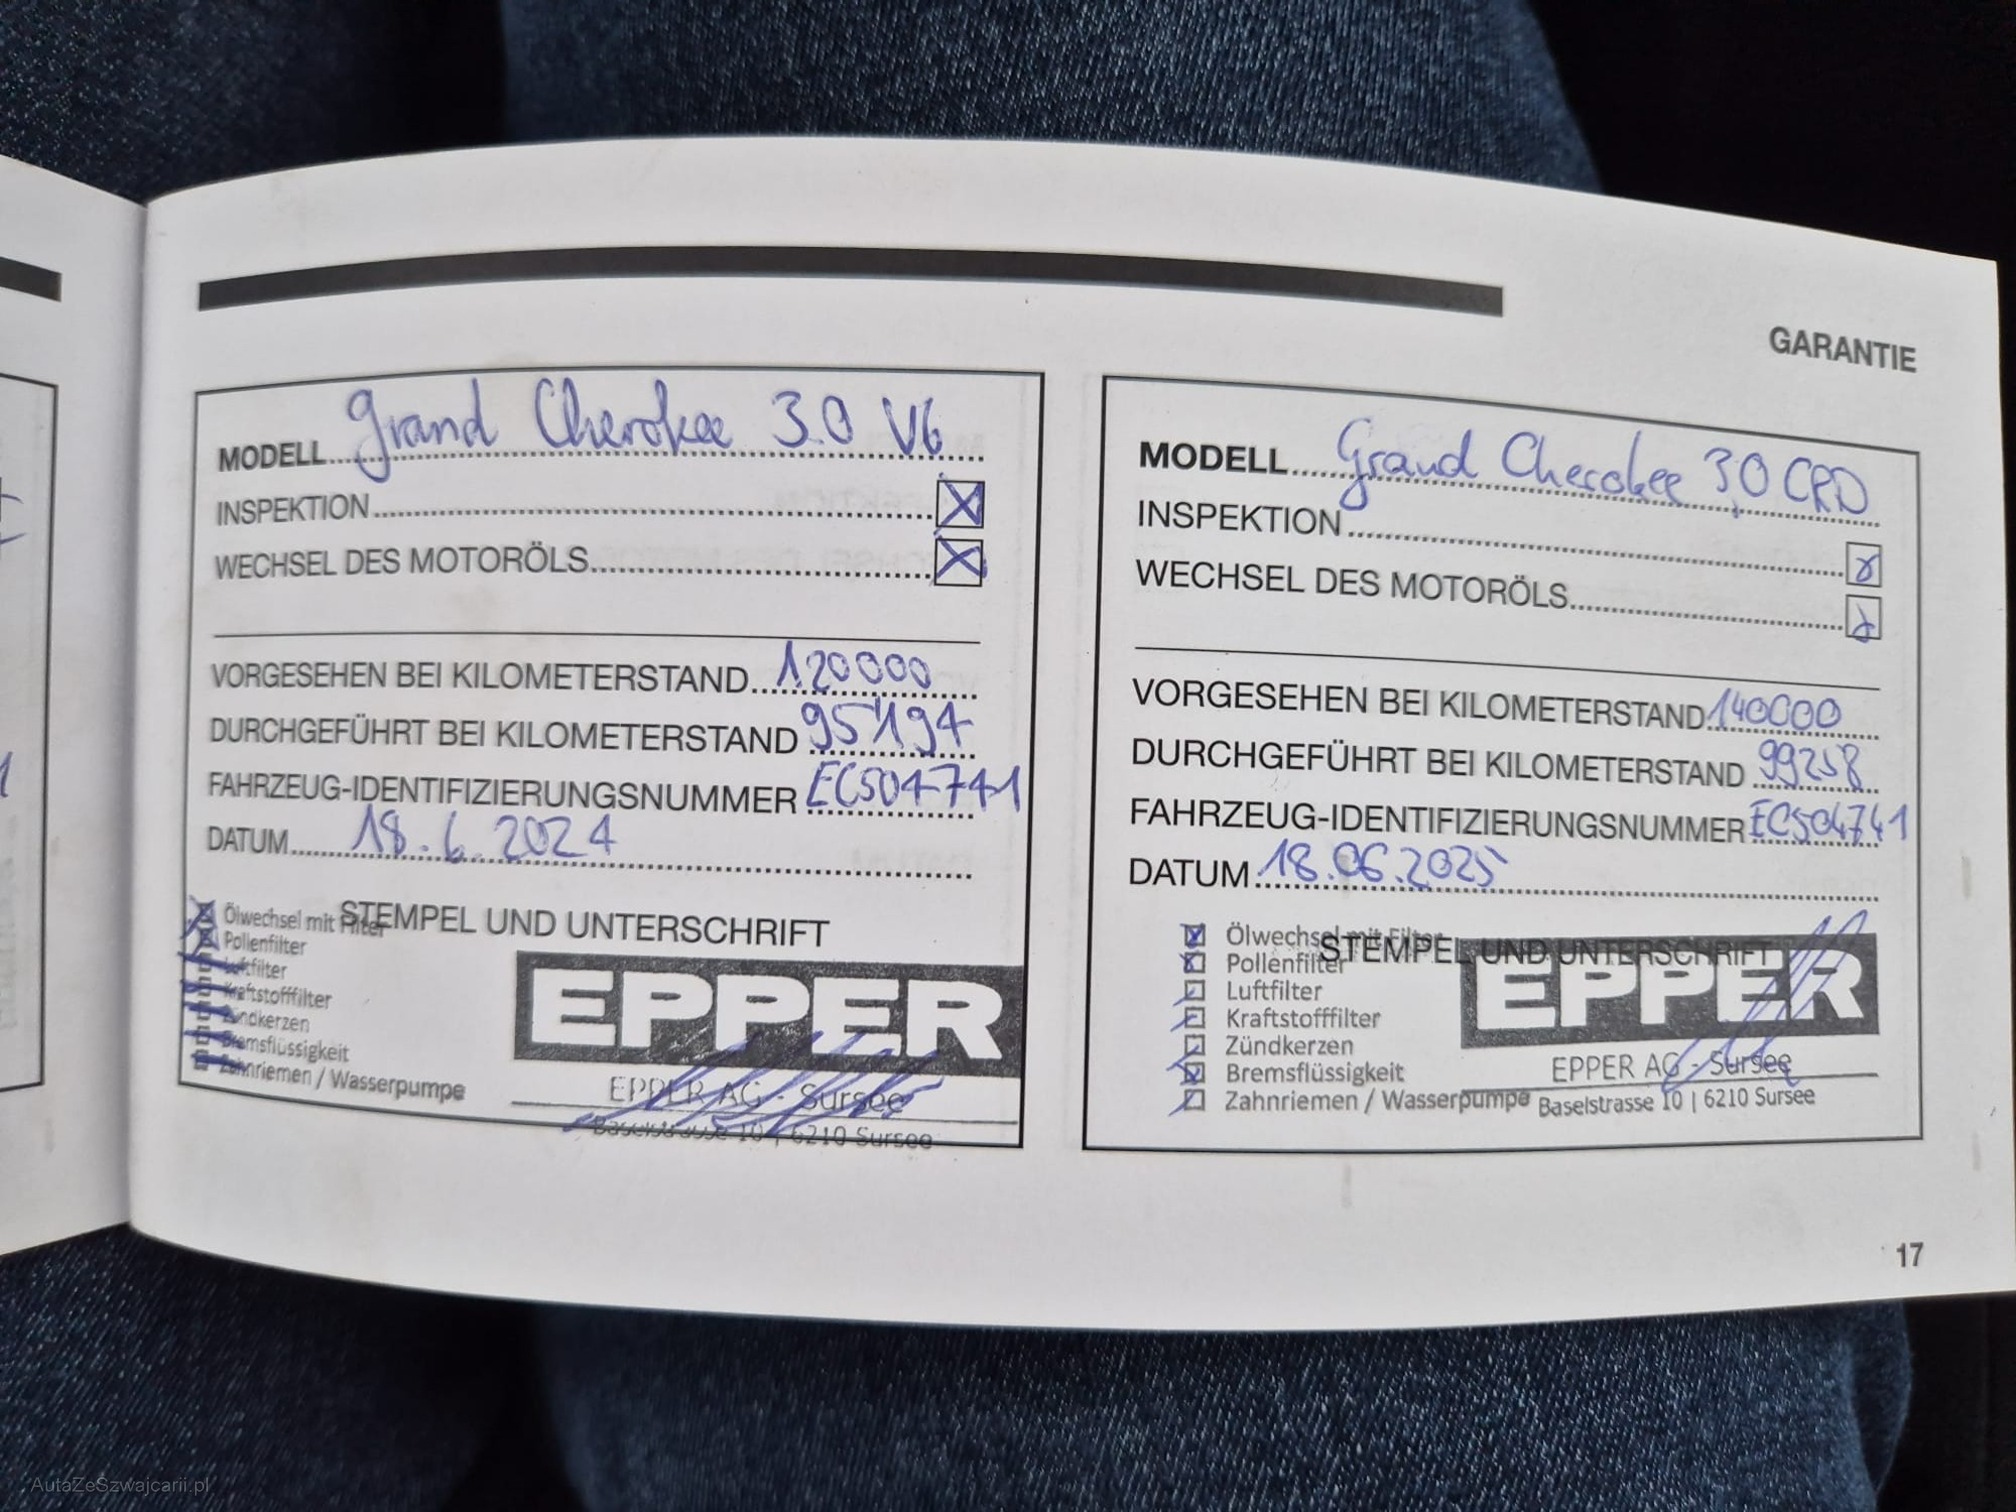 GARANTIE
MODELL Grand Cherokee 3.0 V6
INSPEKTION X
WECHSEL DES MOTORÖLS X
VORGESEHEN BEI KILOMETERSTAND 120000
DURCHGEFÜHRT BEI KILOMETERSTAND 95194
FAHRZEUG-IDENTIFIZIERUNGSNUMMER EC504741
DATUM 18.6.2024
STEMPEL UND UNTERSCHRIFT
Ölwechsel mit Filter
Pollenfilter
Luftfilter
Kraftstofffilter
Zündkerzen
Bremsflüssigkeit
Zahnriemen / Wasserpumpe
EPPER
EPPER AG - Sursee
Baselstrasse 10 | 6210 Sursee
MODELL Grand Cherokee 3.0 CRD
INSPEKTION X
WECHSEL DES MOTORÖLS X
VORGESEHEN BEI KILOMETERSTAND 140000
DURCHGEFÜHRT BEI KILOMETERSTAND 99258
FAHRZEUG-IDENTIFIZIERUNGSNUMMER EC504741
DATUM 18.06.2025
STEMPEL UND UNTERSCHRIFT
Ölwechsel mit Filter
Pollenfilter
Luftfilter
Kraftstofffilter
Zündkerzen
Bremsflüssigkeit
Zahnriemen / Wasserpumpe
EPPER
EPPER AG - Sursee
Baselstrasse 10 | 6210 Sursee
17
AutaZeSzwajcarii.pl